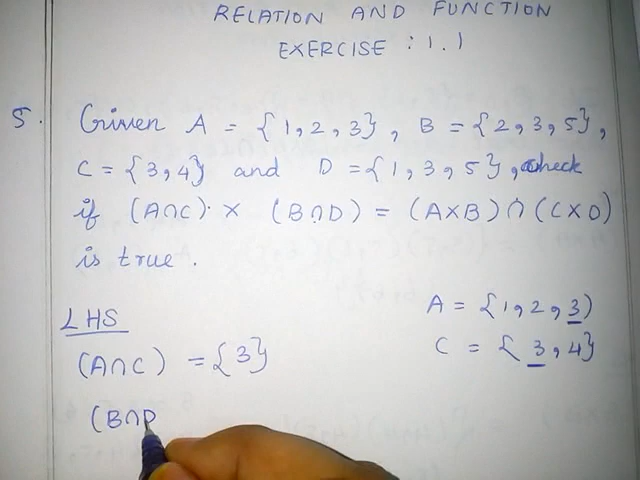 RELATION AND FUNCTION
EXERCISE : 1.1
5. Given A = {1, 2, 3}, B = {2, 3, 5},
C = {3, 4} and D = {1, 3, 5}, check
if (A∩C) × (B∩D) = (A×B) ∩ (C×D)
is true.
LHS
(A∩C) = {3}
(B∩D
A = {1, 2, 3)
C = { 3, 4}